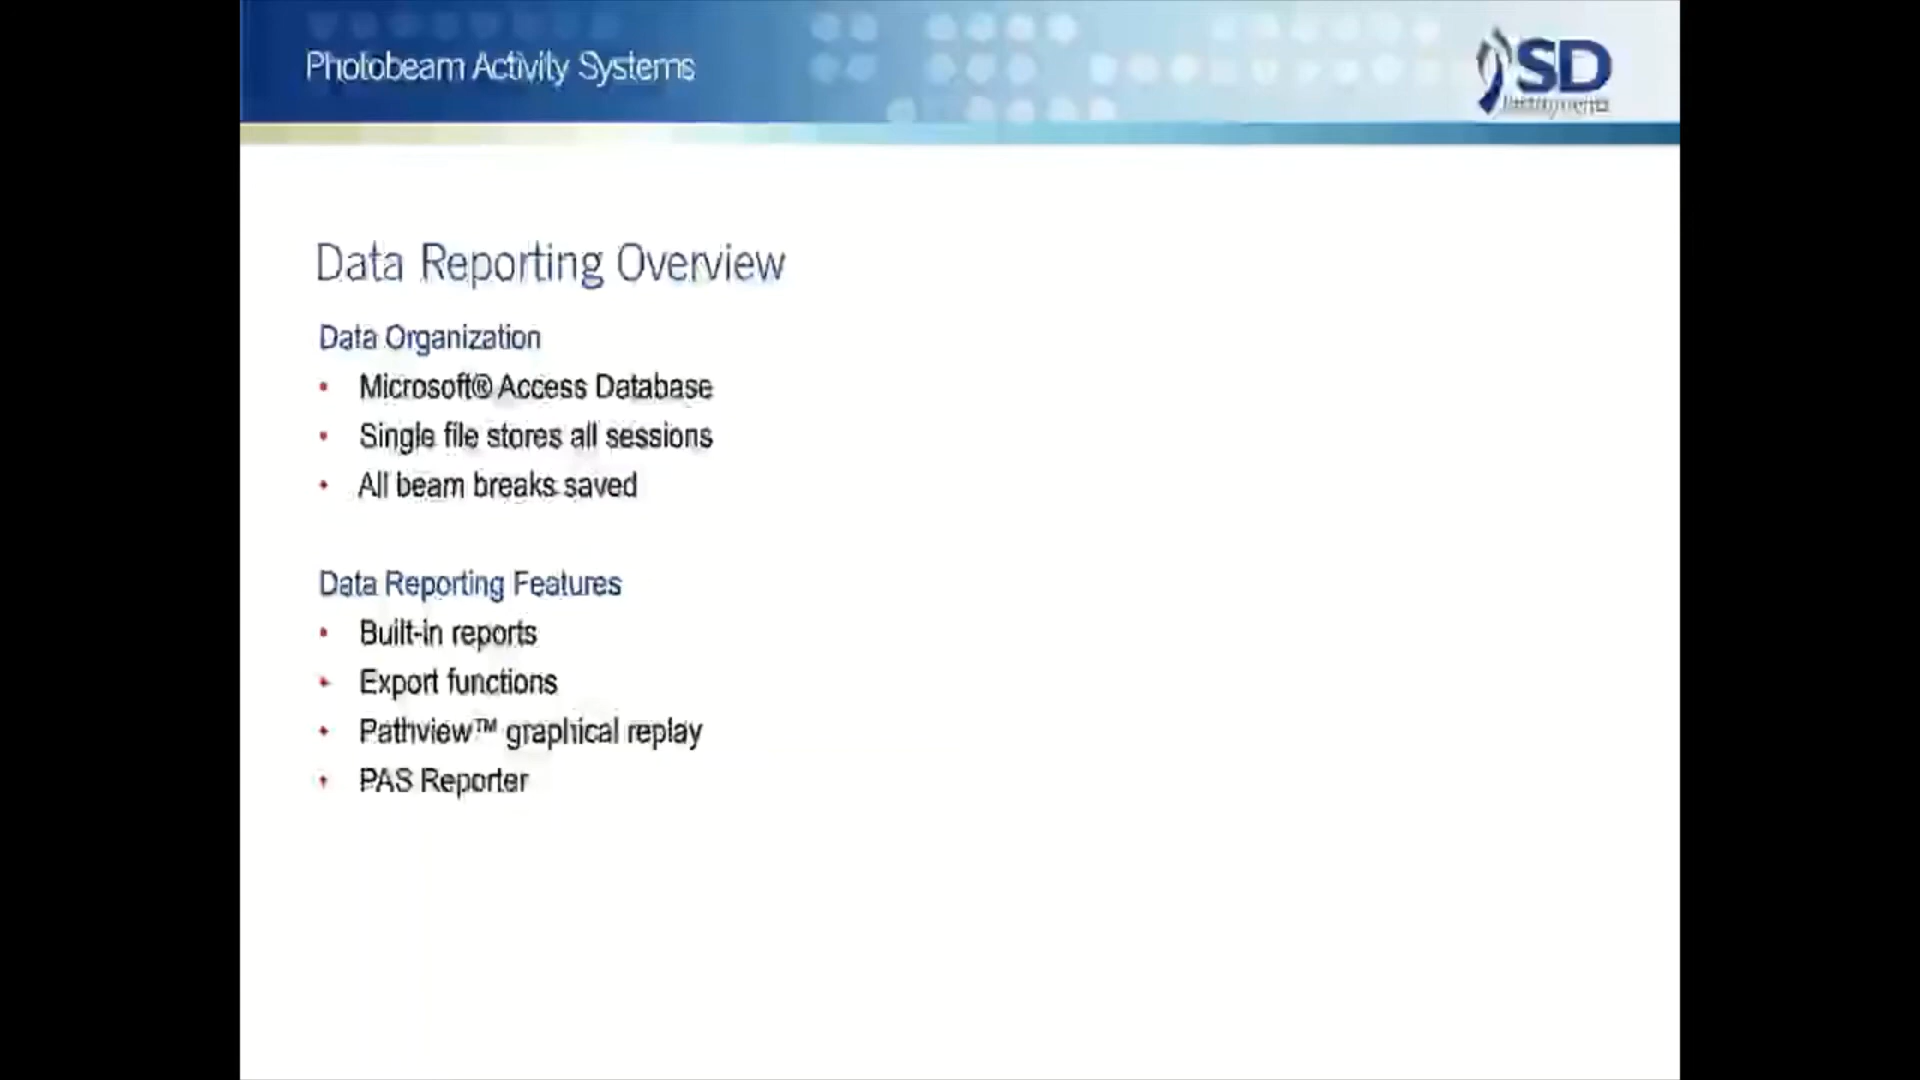 Photobeam Activity Systems
SD
Instruments
Data Reporting Overview
Data Organization
• Microsoft® Access Database
• Single file stores all sessions
• All beam breaks saved
Data Reporting Features
• Built-in reports
• Export functions
• Pathview™ graphical replay
• PAS Reporter